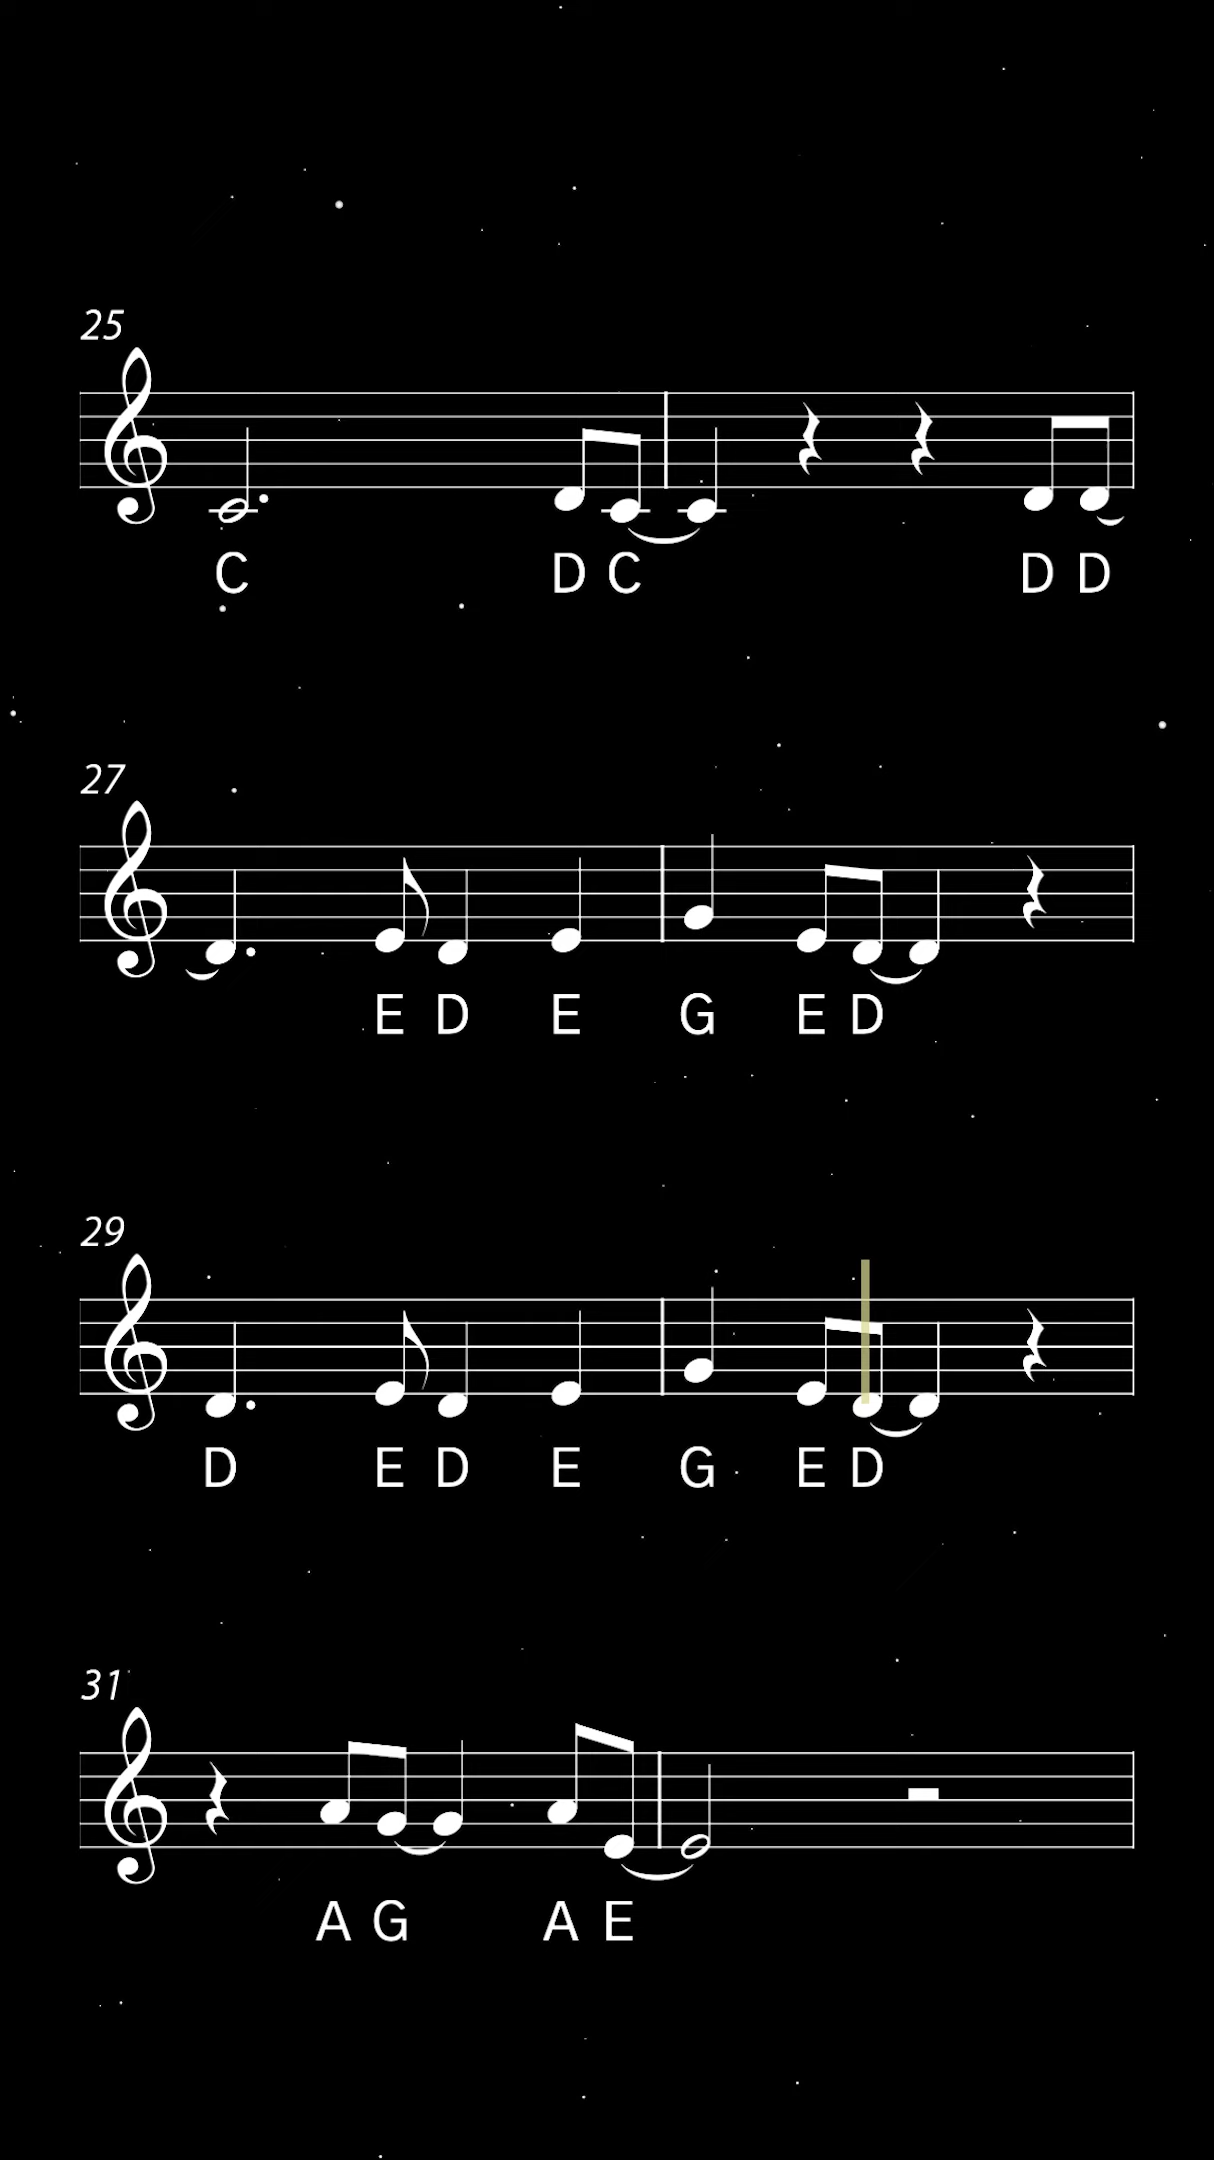 25
C D C D D
27
E D E G E D
29
D E D E G E D
31
A G A E